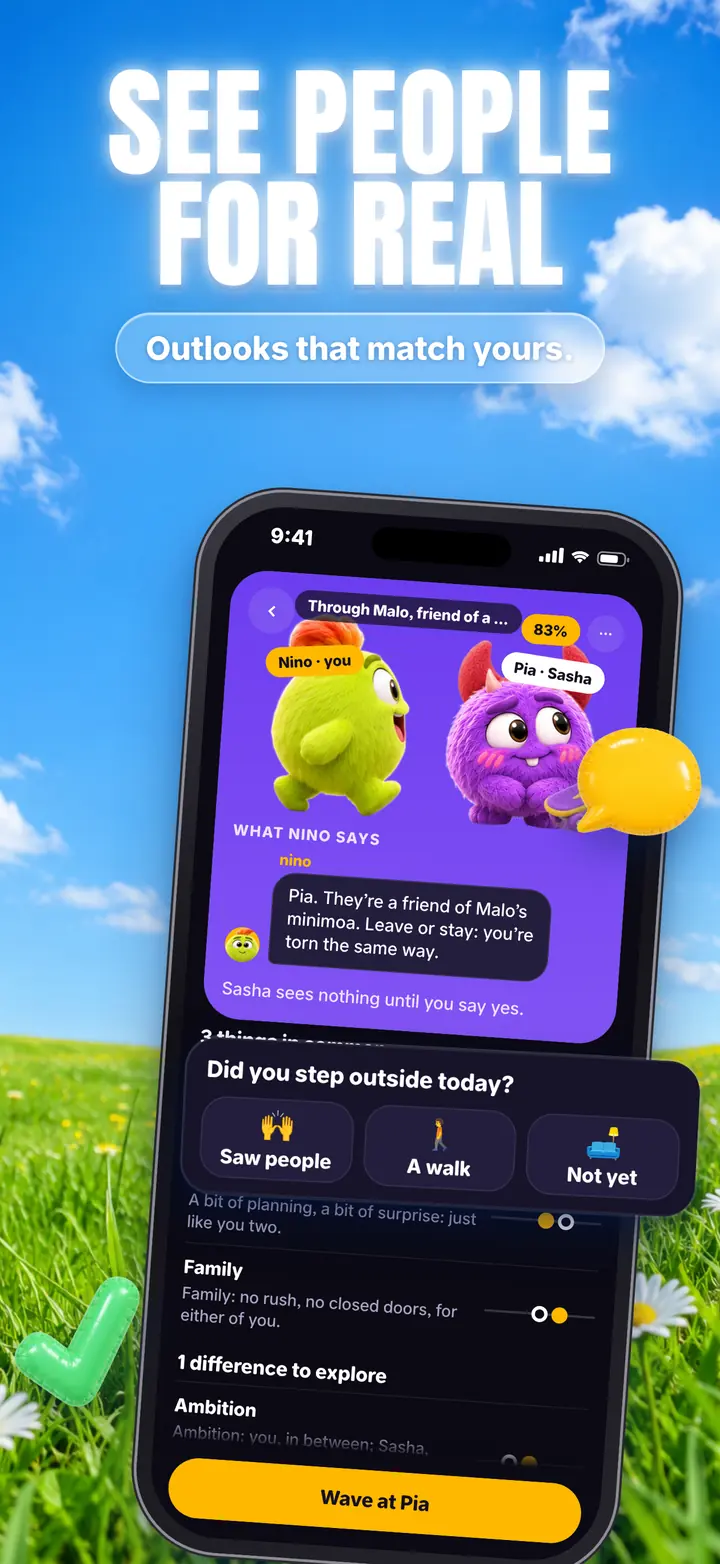 SEE PEOPLE
FOR REAL
Outlooks that match yours.
9:41
Through Malo, friend of a ...
83%
Nino · you
Pia · Sasha
WHAT NINO SAYS
nino
Pia. They’re a friend of Malo’s
minimoa. Leave or stay: you’re
torn the same way.
Sasha sees nothing until you say yes.
3 things in common
Did you step outside today?
Saw people
A walk
Not yet
A bit of planning, a bit of surprise: just
like you two.
Family
Family: no rush, no closed doors, for
either of you.
1 difference to explore
Ambition
Ambition: you, in between; Sasha,
Wave at Pia